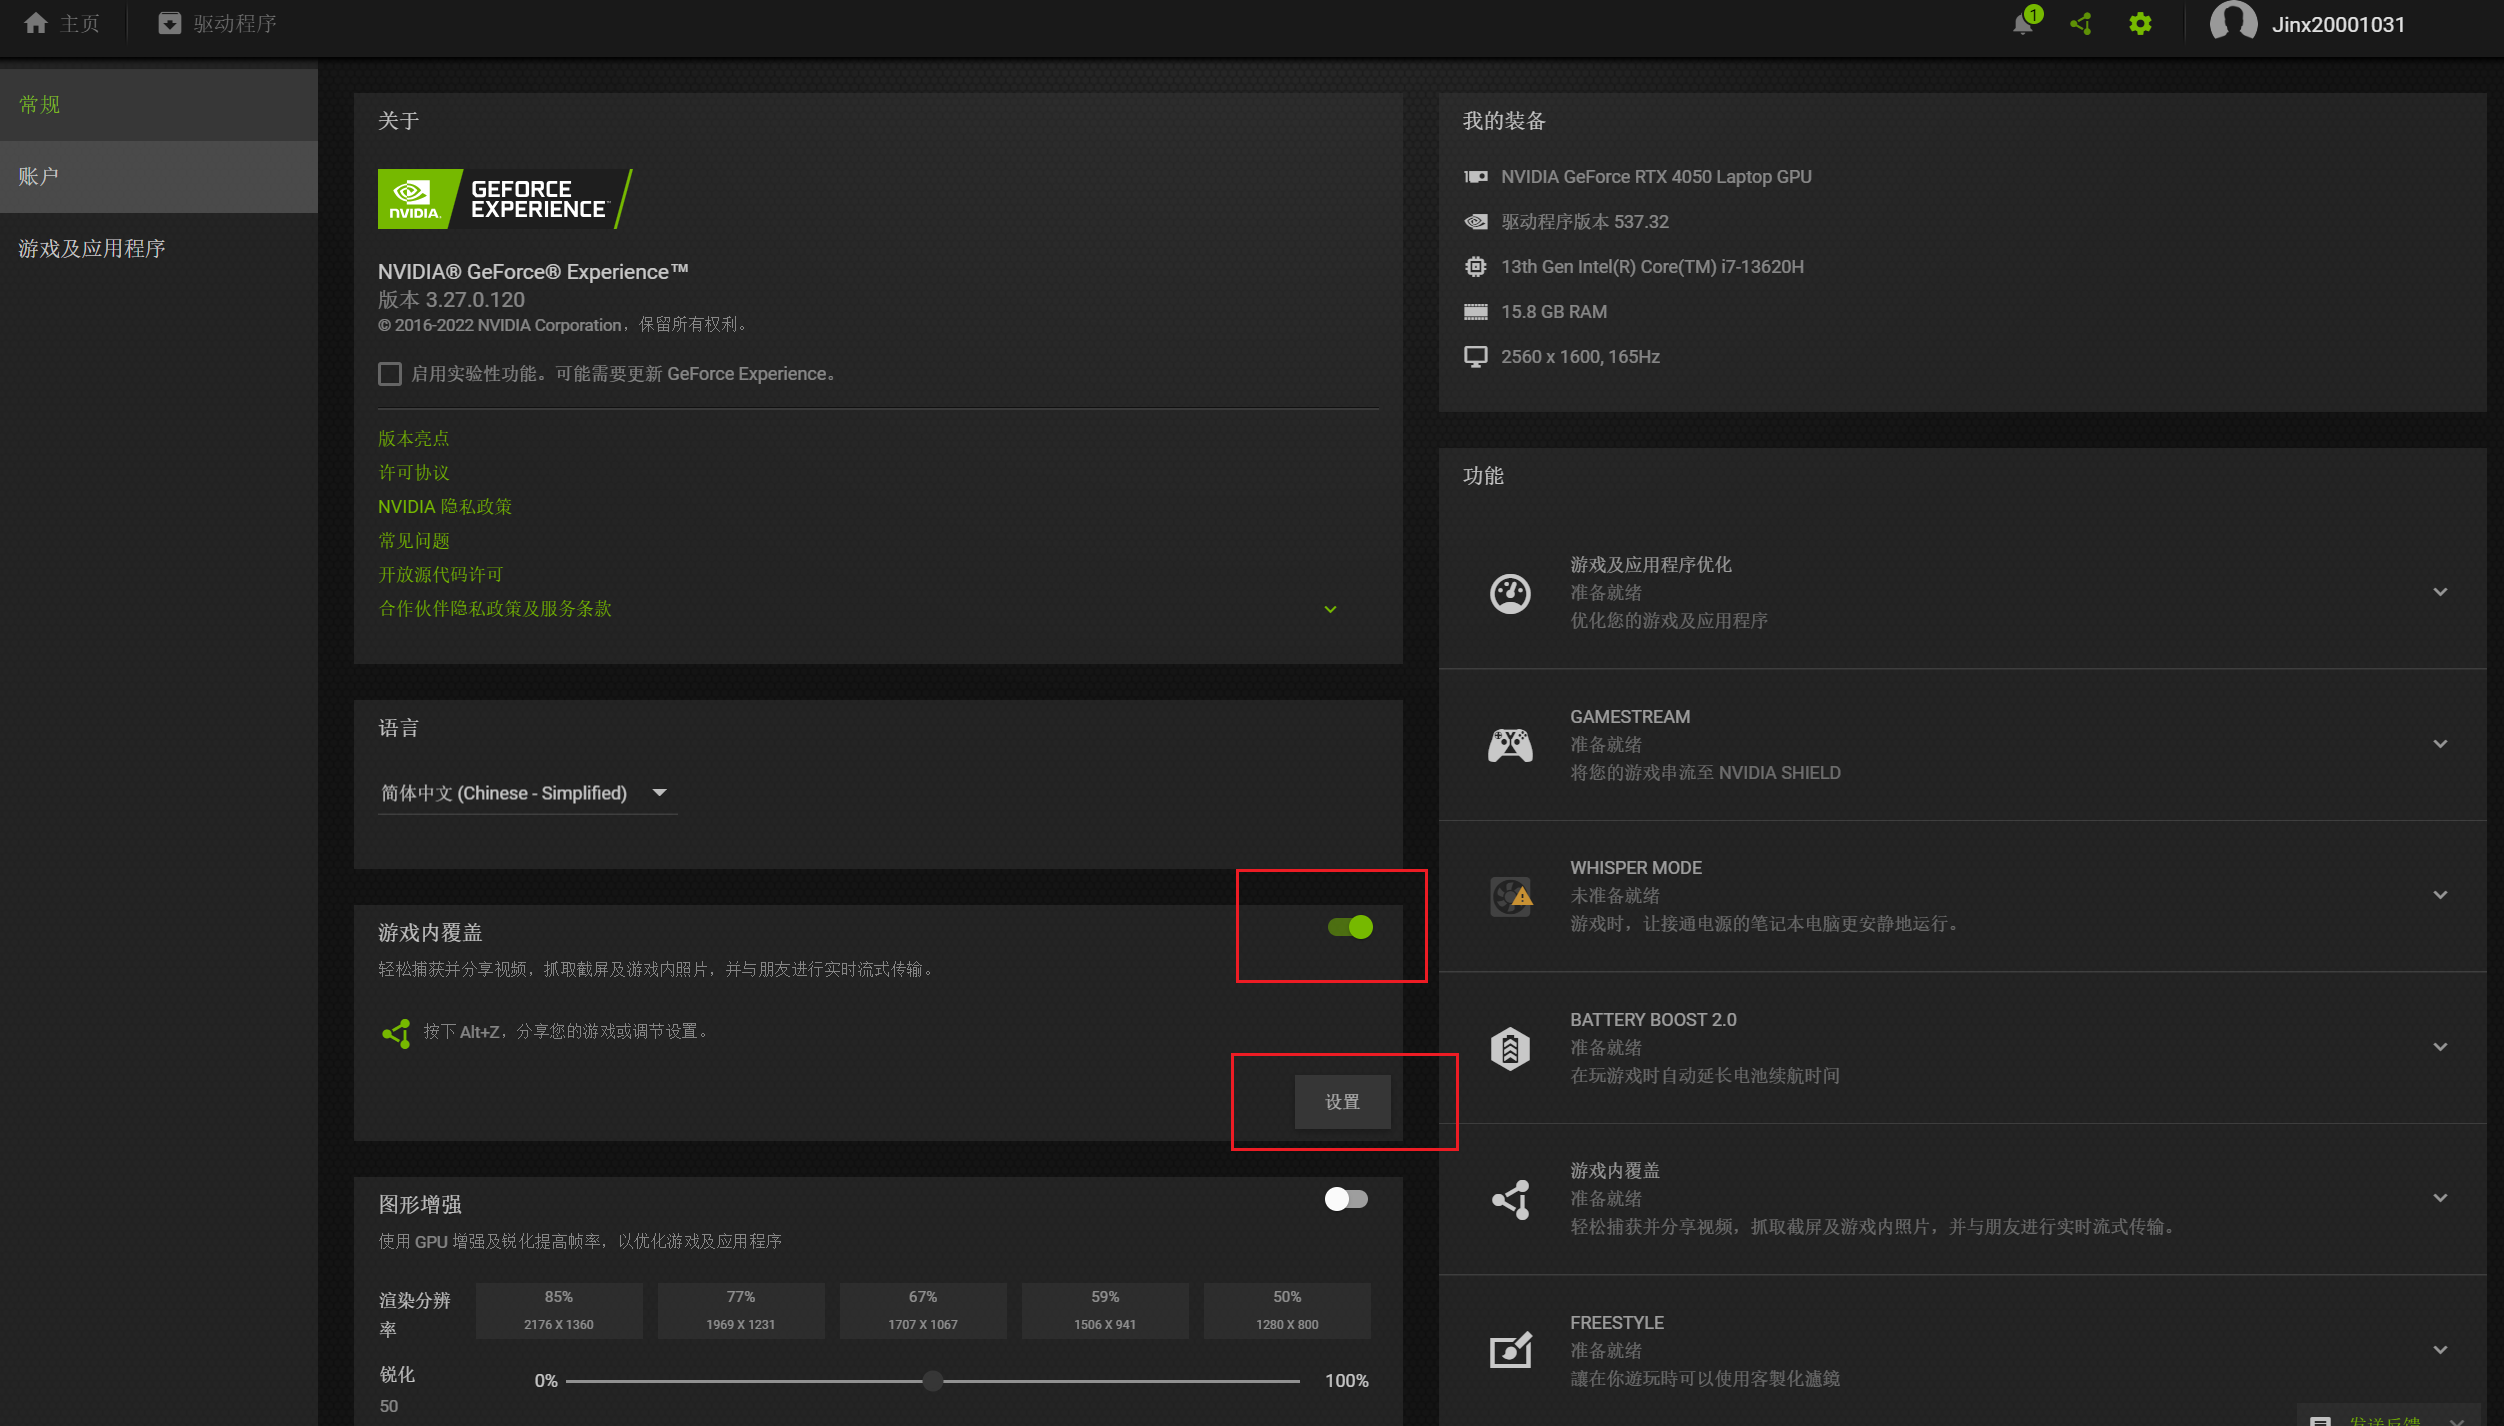 主页
驱动程序
1
Jinx20001031
常规
账户
游戏及应用程序
关于
NVIDIA.
GEFORCE
EXPERIENCE
NVIDIA® GeForce® Experience™
版本 3.27.0.120
© 2016-2022 NVIDIA Corporation，保留所有权利。
启用实验性功能。可能需要更新 GeForce Experience。
版本亮点
许可协议
NVIDIA 隐私政策
常见问题
开放源代码许可
合作伙伴隐私政策及服务条款
语言
简体中文 (Chinese - Simplified)
游戏内覆盖
轻松捕获并分享视频，抓取截屏及游戏内照片，并与朋友进行实时流式传输。
按下 Alt+Z，分享您的游戏或调节设置。
设置
图形增强
使用 GPU 增强及锐化提高帧率，以优化游戏及应用程序
渲染分辨率
85%
2176 X 1360
77%
1969 X 1231
67%
1707 X 1067
59%
1506 X 941
50%
1280 X 800
锐化
50
0%
100%
我的装备
NVIDIA GeForce RTX 4050 Laptop GPU
驱动程序版本 537.32
13th Gen Intel(R) Core(TM) i7-13620H
15.8 GB RAM
2560 x 1600, 165Hz
功能
游戏及应用程序优化
准备就绪
优化您的游戏及应用程序
GAMESTREAM
准备就绪
将您的游戏串流至 NVIDIA SHIELD
WHISPER MODE
未准备就绪
游戏时，让接通电源的笔记本电脑更安静地运行。
BATTERY BOOST 2.0
准备就绪
在玩游戏时自动延长电池续航时间
游戏内覆盖
准备就绪
轻松捕获并分享视频，抓取截屏及游戏内照片，并与朋友进行实时流式传输。
FREESTYLE
准备就绪
讓在你遊玩時可以使用客製化濾鏡
发送反馈